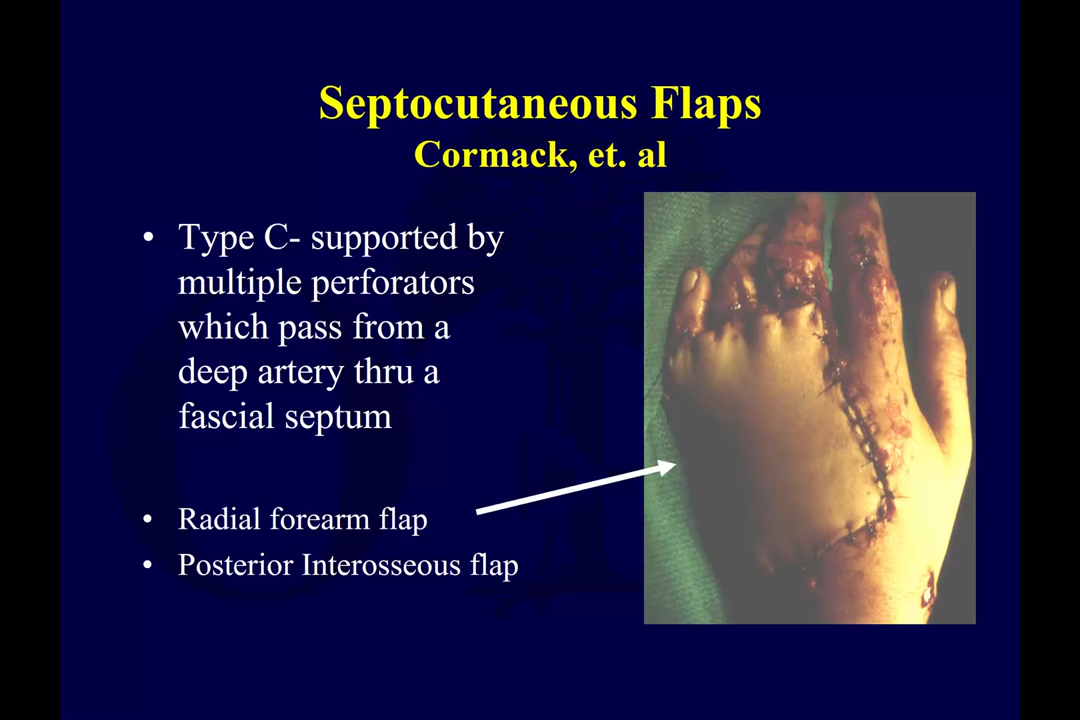 Septocutaneous Flaps
Cormack, et. al
• Type C- supported by
multiple perforators
which pass from a
deep artery thru a
fascial septum
• Radial forearm flap
• Posterior Interosseous flap